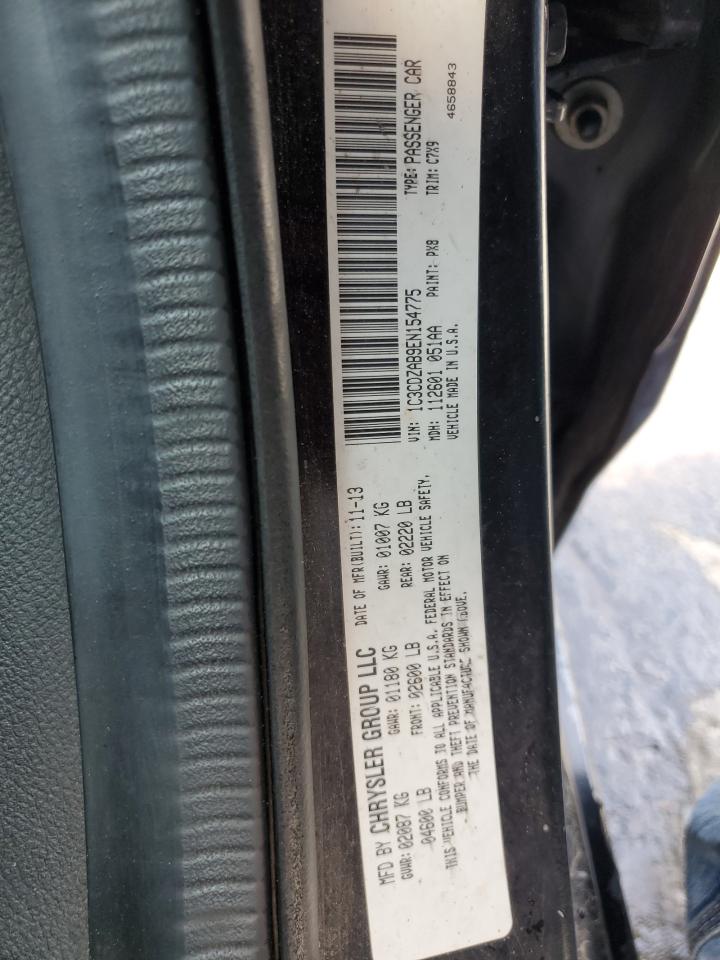 MFD BY CHRYSLER GROUP LLC DATE OF MFR(BUILT): 11-13
GVWR: 02087 KG GAWR: 01180 KG GAWR: 01007 KG
04600 LB FRONT: 02600 LB REAR: 02220 LB
THIS VEHICLE CONFORMS TO ALL APPLICABLE U.S.A. FEDERAL MOTOR VEHICLE SAFETY,
BUMPER AND THEFT PREVENTION STANDARDS IN EFFECT ON
THE DATE OF MANUFACTURE SHOWN ABOVE.
VIN: 1C3CDZAB9EN154775 TYPE: PASSENGER CAR
MDH: 112601 051AA PAINT: PX8 TRIM: C7X9
VEHICLE MADE IN U.S.A. 4658843